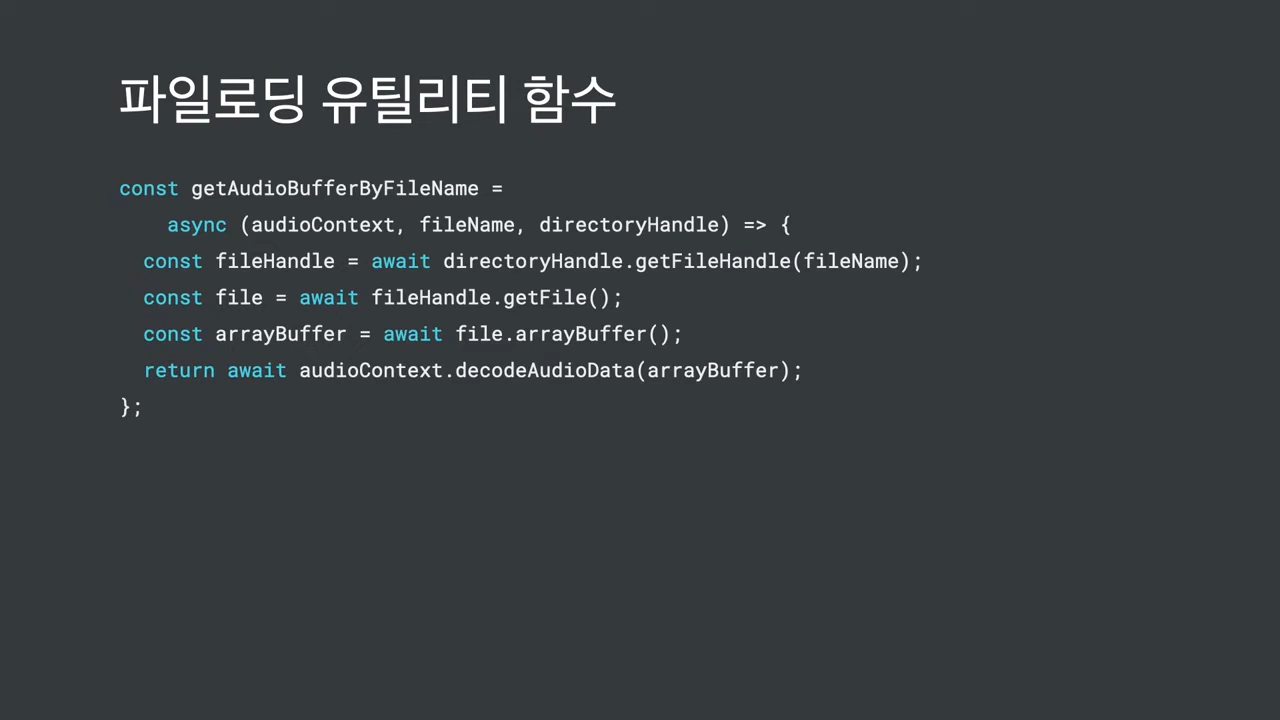 파일로딩 유틸리티 함수
const getAudioBufferByFileName =
async (audioContext, fileName, directoryHandle) => {
const fileHandle = await directoryHandle.getFileHandle(fileName);
const file = await fileHandle.getFile();
const arrayBuffer = await file.arrayBuffer();
return await audioContext.decodeAudioData(arrayBuffer);
};